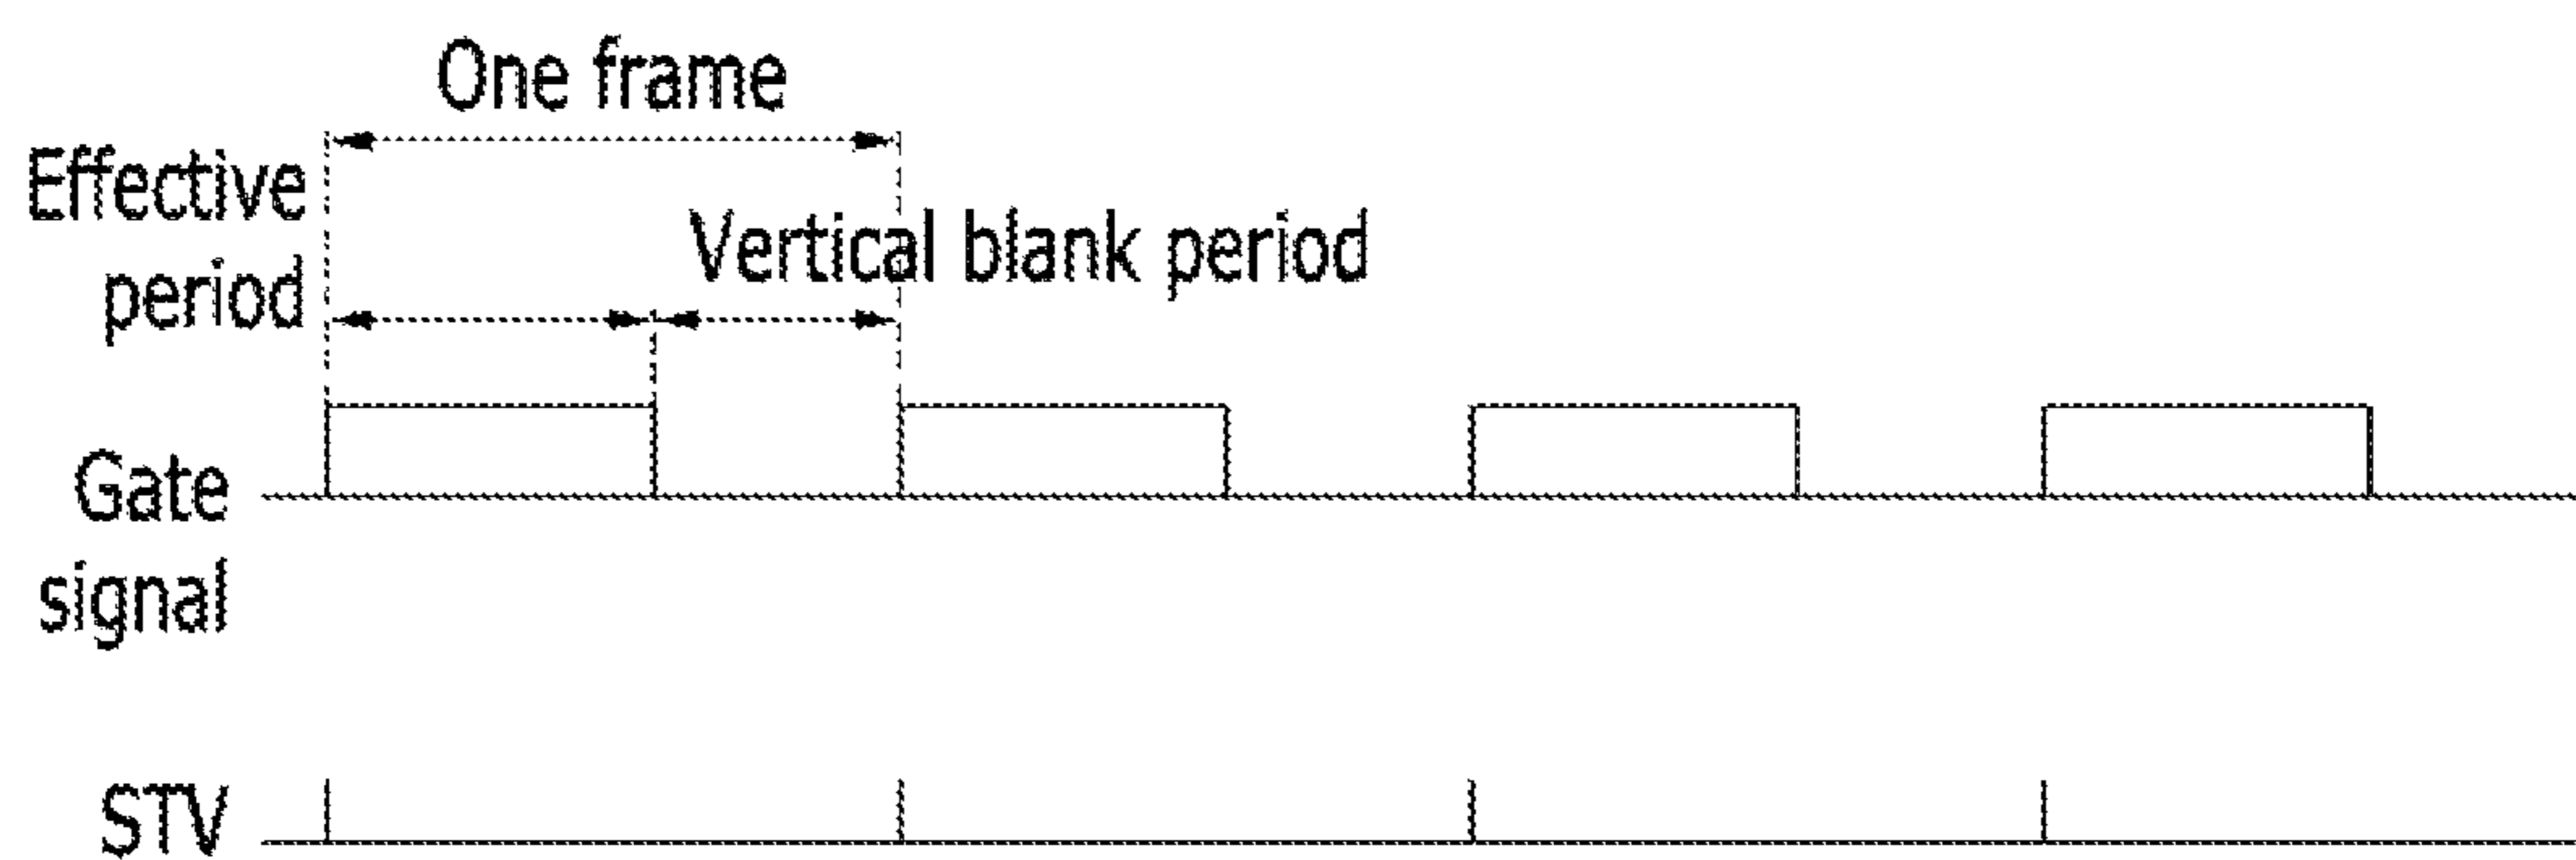 One frame
Effective
period
Vertical blank period
Gate
signal
STV